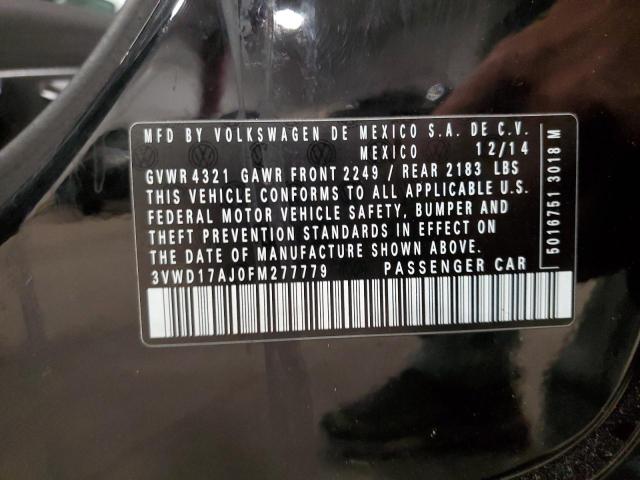 MFD BY VOLKSWAGEN DE MEXICO S.A. DE C.V.
MEXICO 12/14
GVWR 4321 GAWR FRONT 2249 / REAR 2183 LBS
THIS VEHICLE CONFORMS TO ALL APPLICABLE U.S.
FEDERAL MOTOR VEHICLE SAFETY, BUMPER AND
THEFT PREVENTION STANDARDS IN EFFECT ON
THE DATE OF MANUFACTURE SHOWN ABOVE.
3VWD17AJ0FM277779 PASSENGER CAR
5016751 3018 M